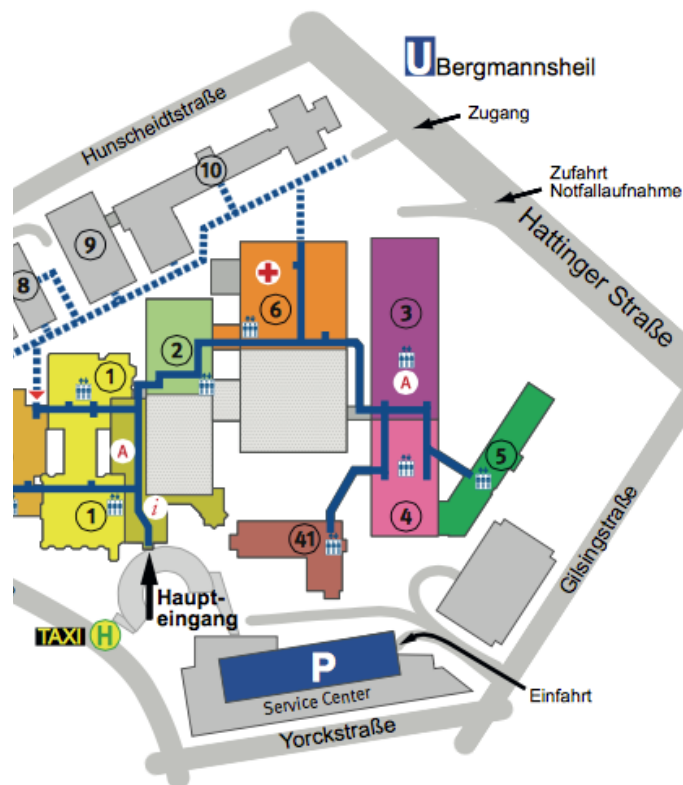 U Bergmannsheil
Hunscheidtstraße
Zugang
Zufahrt
Notfallaufnahme
Hattinger Straße
10
9
8
6
3
2
1
A
A
5
1
i
4
41
Gilsingstraße
Haupt-
eingang
TAXI H
P
Service Center
Einfahrt
Yorckstraße